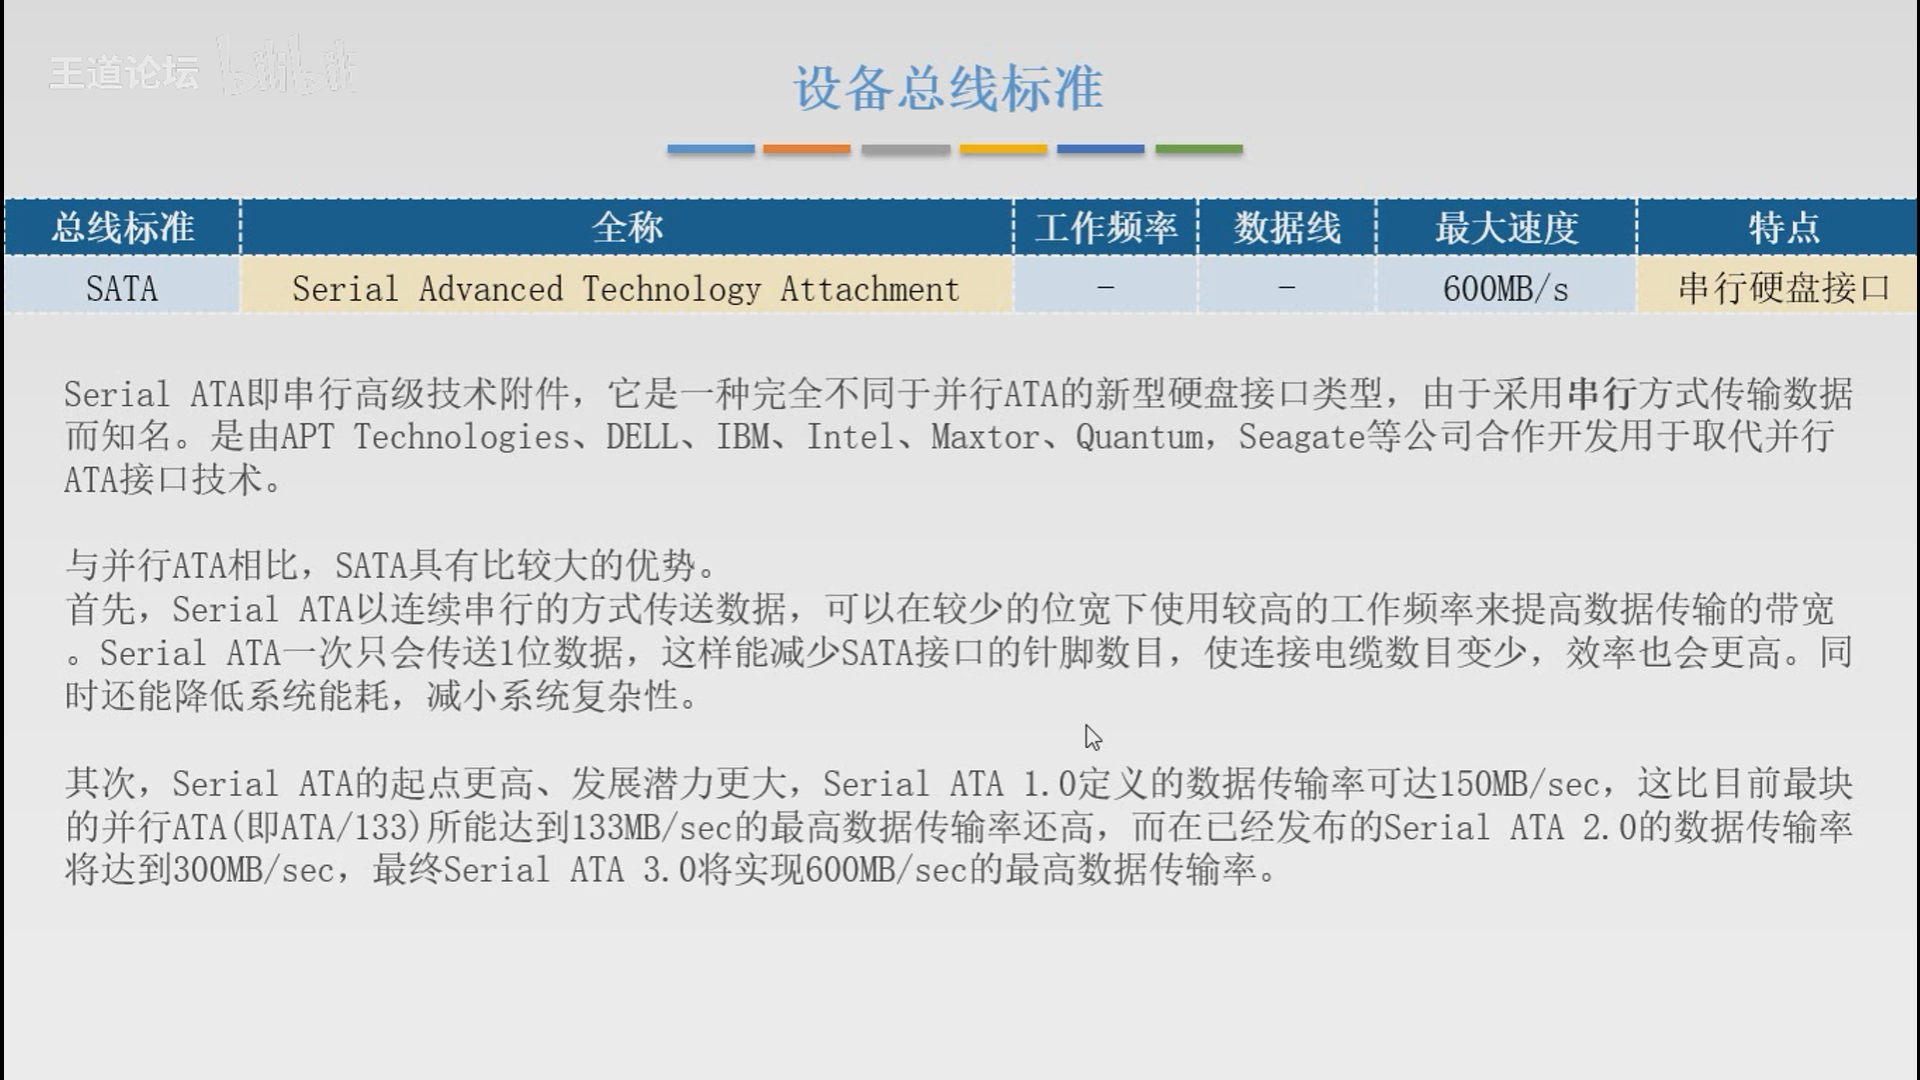 王道论坛 bilibili
设备总线标准
总线标准 全称 工作频率 数据线 最大速度 特点
SATA Serial Advanced Technology Attachment - - 600MB/s 串行硬盘接口
Serial ATA即串行高级技术附件，它是一种完全不同于并行ATA的新型硬盘接口类型，由于采用串行方式传输数据
而知名。是由APT Technologies、DELL、IBM、Intel、Maxtor、Quantum，Seagate等公司合作开发用于取代并行
ATA接口技术。
与并行ATA相比，SATA具有比较大的优势。
首先，Serial ATA以连续串行的方式传送数据，可以在较少的位宽下使用较高的工作频率来提高数据传输的带宽
。Serial ATA一次只会传送1位数据，这样能减少SATA接口的针脚数目，使连接电缆数目变少，效率也会更高。同
时还能降低系统能耗，减小系统复杂性。
其次，Serial ATA的起点更高、发展潜力更大，Serial ATA 1.0定义的数据传输率可达150MB/sec，这比目前最块
的并行ATA(即ATA/133)所能达到133MB/sec的最高数据传输率还高，而在已经发布的Serial ATA 2.0的数据传输率
将达到300MB/sec，最终Serial ATA 3.0将实现600MB/sec的最高数据传输率。